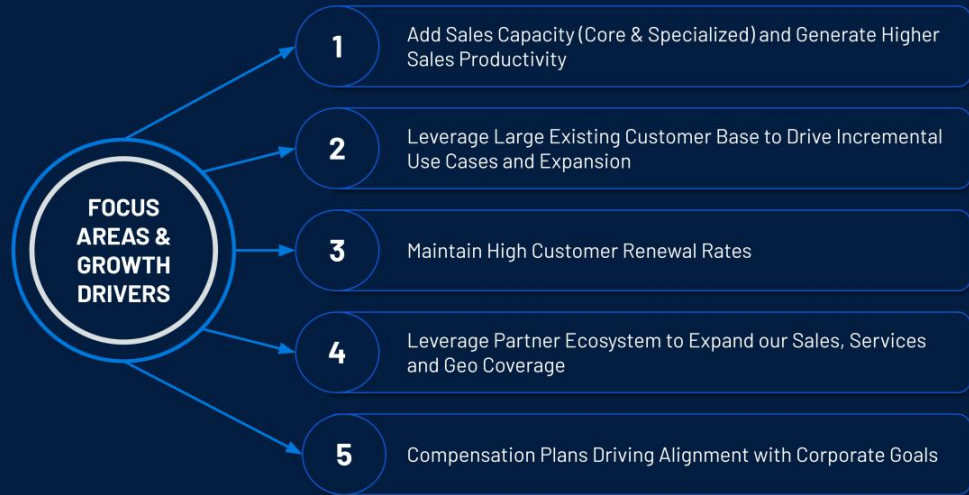 FOCUS
AREAS &
GROWTH
DRIVERS
1
Add Sales Capacity (Core & Specialized) and Generate Higher
Sales Productivity
2
Leverage Large Existing Customer Base to Drive Incremental
Use Cases and Expansion
3
Maintain High Customer Renewal Rates
4
Leverage Partner Ecosystem to Expand our Sales, Services
and Geo Coverage
5
Compensation Plans Driving Alignment with Corporate Goals